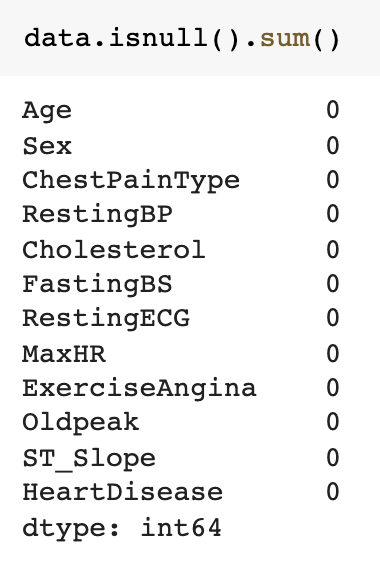 data.isnull().sum()
Age 0
Sex 0
ChestPainType 0
RestingBP 0
Cholesterol 0
FastingBS 0
RestingECG 0
MaxHR 0
ExerciseAngina 0
Oldpeak 0
ST_Slope 0
HeartDisease 0
dtype: int64